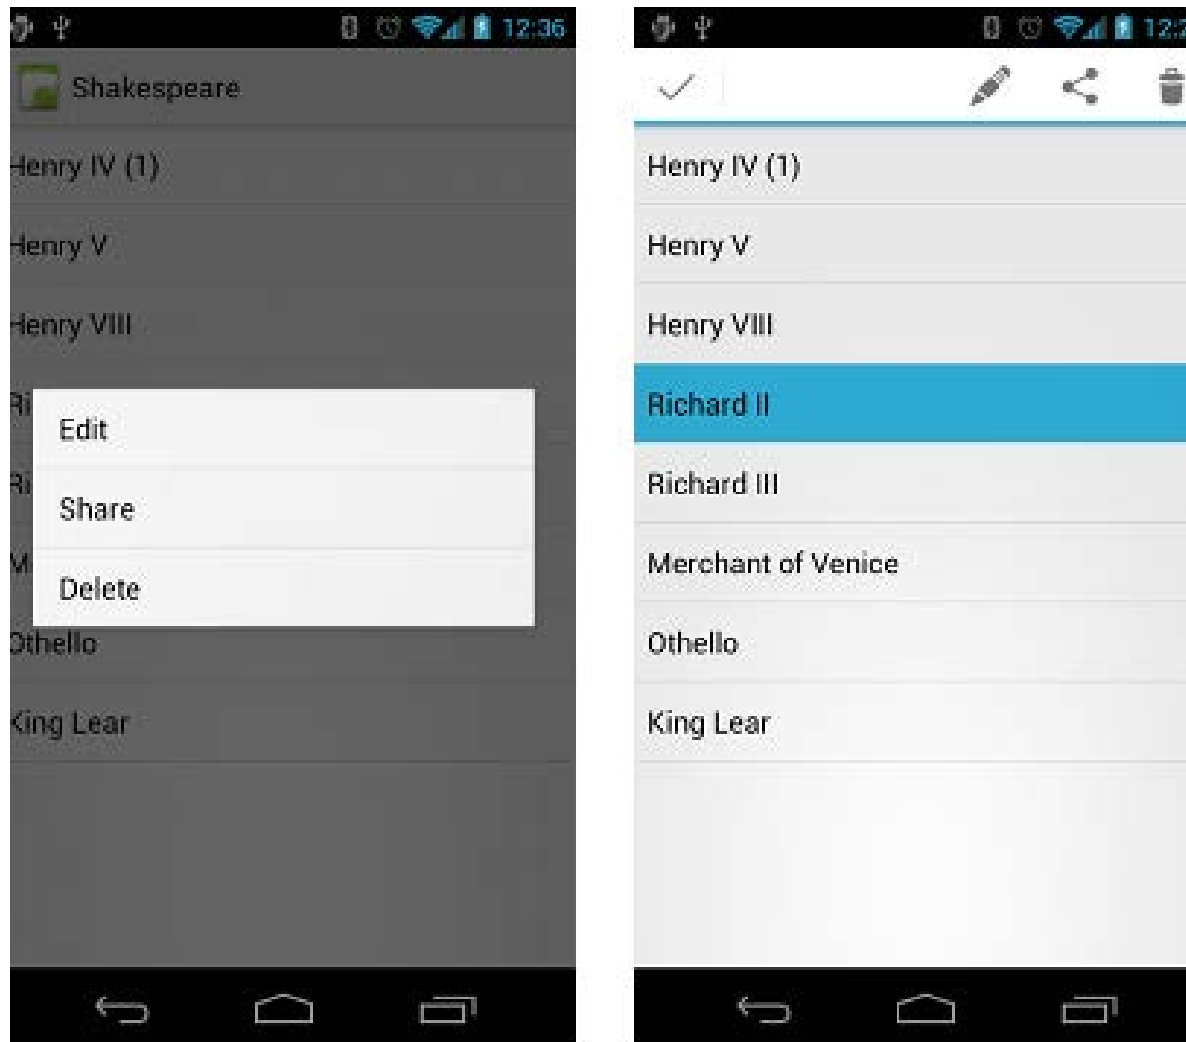 12:36
Shakespeare
Henry IV (1)
Henry V
Henry VIII
Edit
Share
Delete
Othello
King Lear
Henry IV (1)
Henry V
Henry VIII
Richard II
Richard III
Merchant of Venice
Othello
King Lear